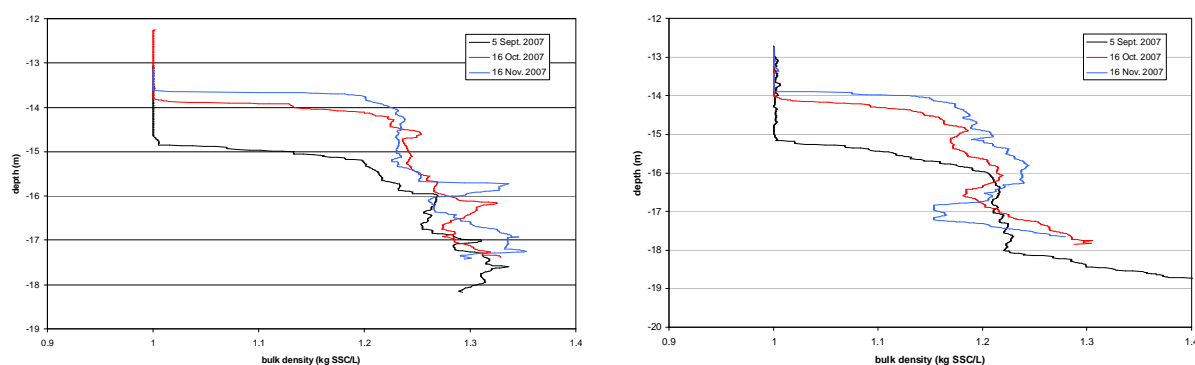 -12
-13
-14
-15
-16
-17
-18
-19
0.9 1 1.1 1.2 1.3 1.4
bulk density (kg SSC/L)
depth (m)
5 Sept. 2007
16 Oct. 2007
16 Nov. 2007
-12
-13
-14
-15
-16
-17
-18
-19
-20
0.9 1 1.1 1.2 1.3 1.4
bulk density (kg SSC/L)
depth (m)
5 Sept. 2007
16 Oct. 2007
16 Nov. 2007